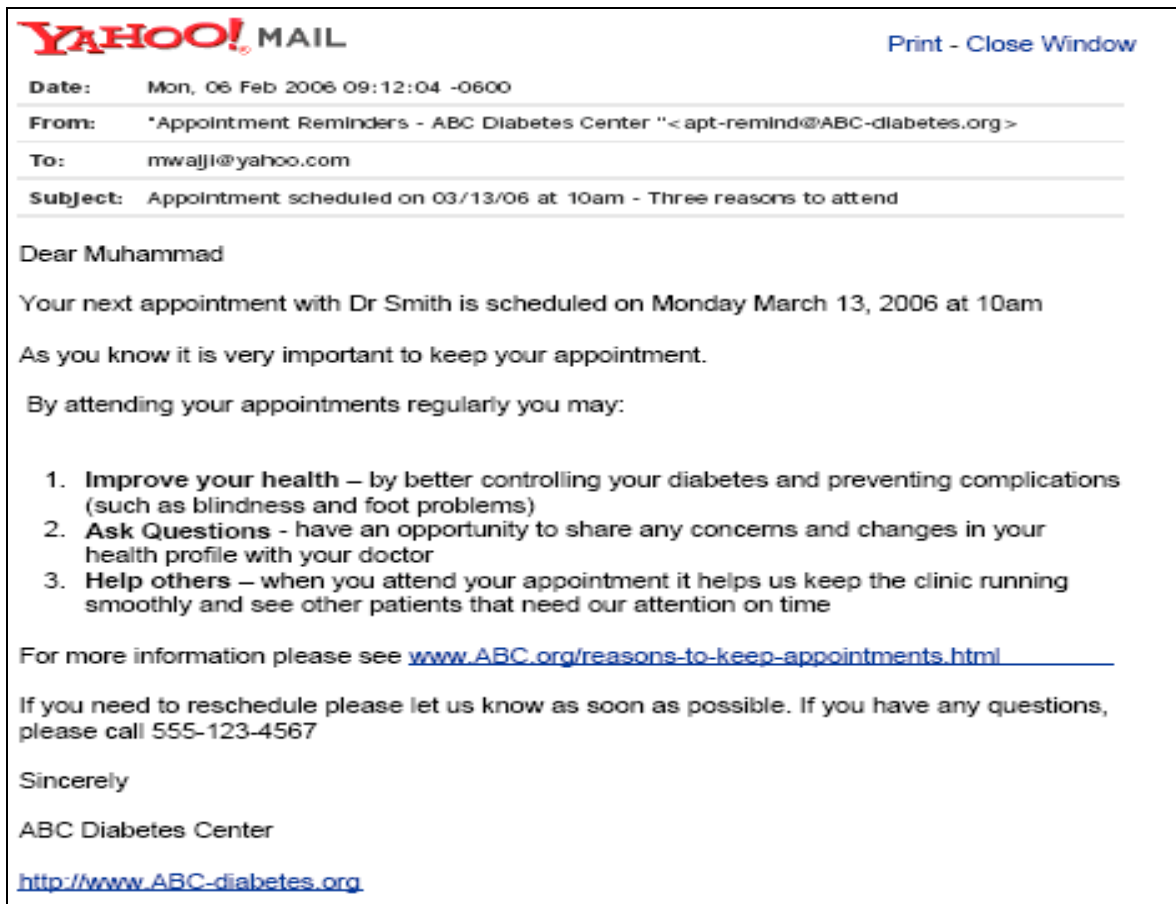 YAHOO! MAIL
Print - Close Window
Date: Mon, 06 Feb 2006 09:12:04 -0600
From: "Appointment Reminders - ABC Diabetes Center "<apt-remind@ABC-diabetes.org>
To: mwalji@yahoo.com
Subject: Appointment scheduled on 03/13/06 at 10am - Three reasons to attend
Dear Muhammad
Your next appointment with Dr Smith is scheduled on Monday March 13, 2006 at 10am
As you know it is very important to keep your appointment.
By attending your appointments regularly you may:
1. Improve your health – by better controlling your diabetes and preventing complications
(such as blindness and foot problems)
2. Ask Questions - have an opportunity to share any concerns and changes in your
health profile with your doctor
3. Help others – when you attend your appointment it helps us keep the clinic running
smoothly and see other patients that need our attention on time
For more information please see www.ABC.org/reasons-to-keep-appointments.html
If you need to reschedule please let us know as soon as possible. If you have any questions,
please call 555-123-4567
Sincerely
ABC Diabetes Center
http://www.ABC-diabetes.org